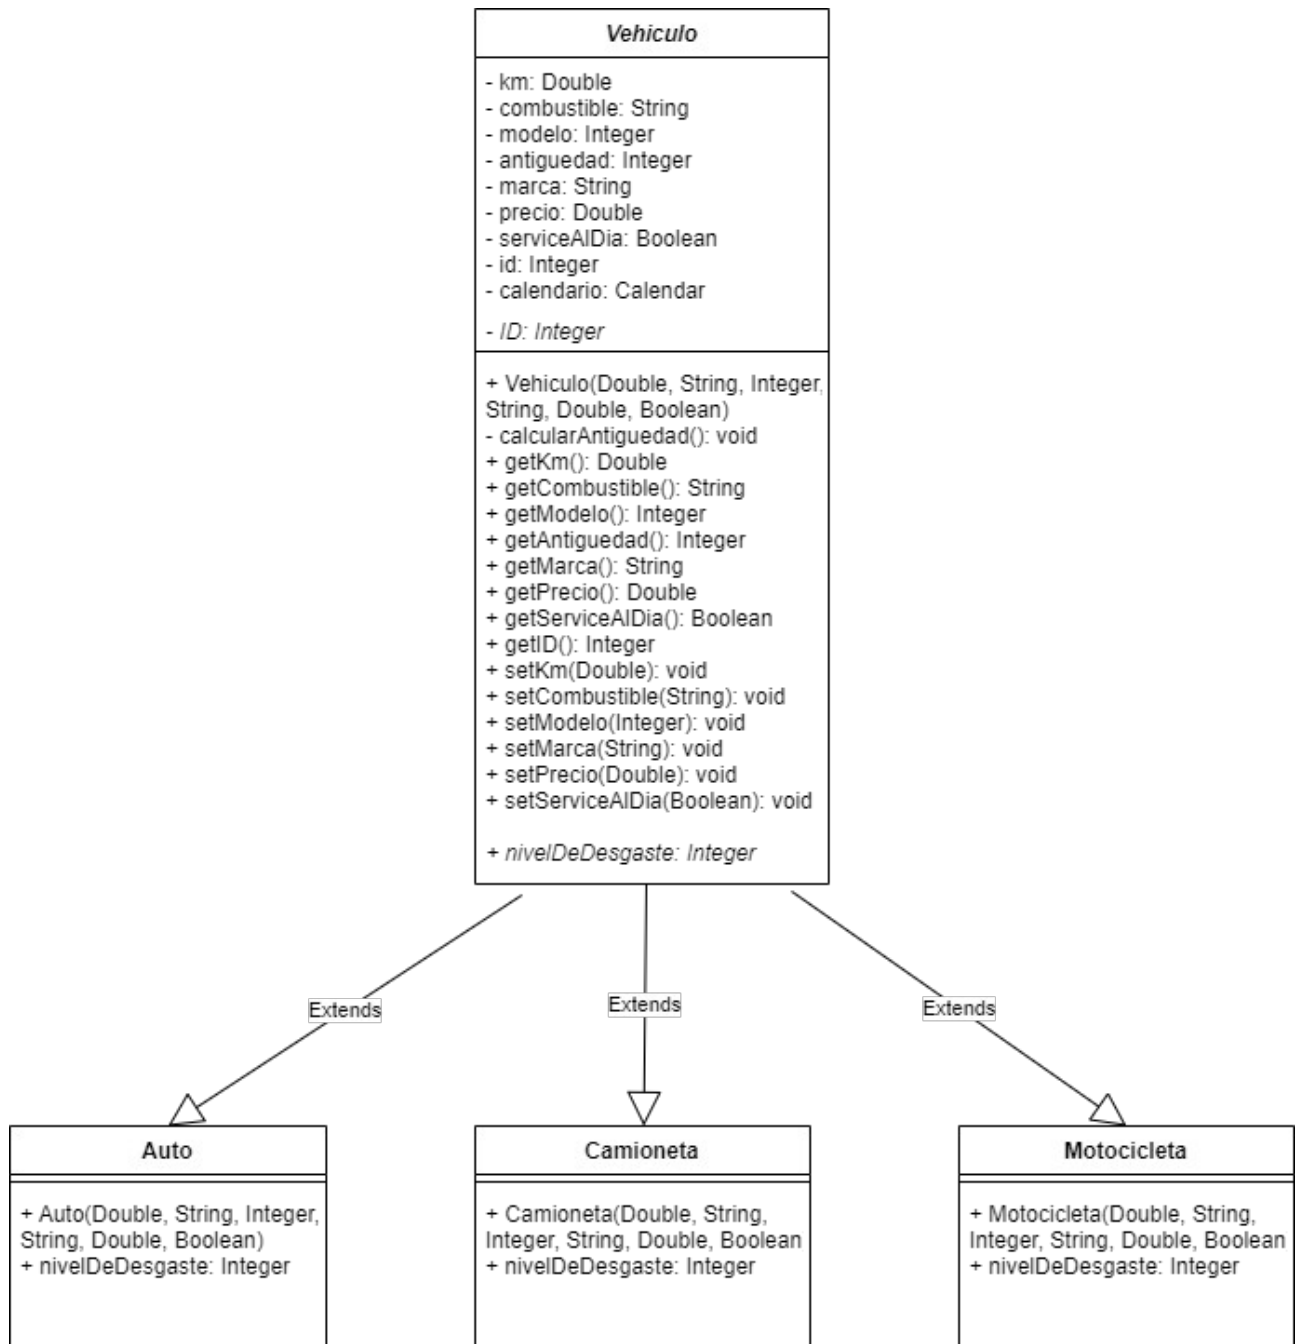 Vehiculo
- km: Double
- combustible: String
- modelo: Integer
- antiguedad: Integer
- marca: String
- precio: Double
- serviceAlDia: Boolean
- id: Integer
- calendario: Calendar
- ID: Integer
+ Vehiculo(Double, String, Integer,
String, Double, Boolean)
- calcularAntiguedad(): void
+ getKm(): Double
+ getCombustible(): String
+ getModelo(): Integer
+ getAntiguedad(): Integer
+ getMarca(): String
+ getPrecio(): Double
+ getServiceAlDia(): Boolean
+ getID(): Integer
+ setKm(Double): void
+ setCombustible(String): void
+ setModelo(Integer): void
+ setMarca(String): void
+ setPrecio(Double): void
+ setServiceAlDia(Boolean): void
+ nivelDeDesgaste: Integer
Extends
Extends
Extends
Auto
+ Auto(Double, String, Integer,
String, Double, Boolean)
+ nivelDeDesgaste: Integer
Camioneta
+ Camioneta(Double, String,
Integer, String, Double, Boolean
+ nivelDeDesgaste: Integer
Motocicleta
+ Motocicleta(Double, String,
Integer, String, Double, Boolean
+ nivelDeDesgaste: Integer